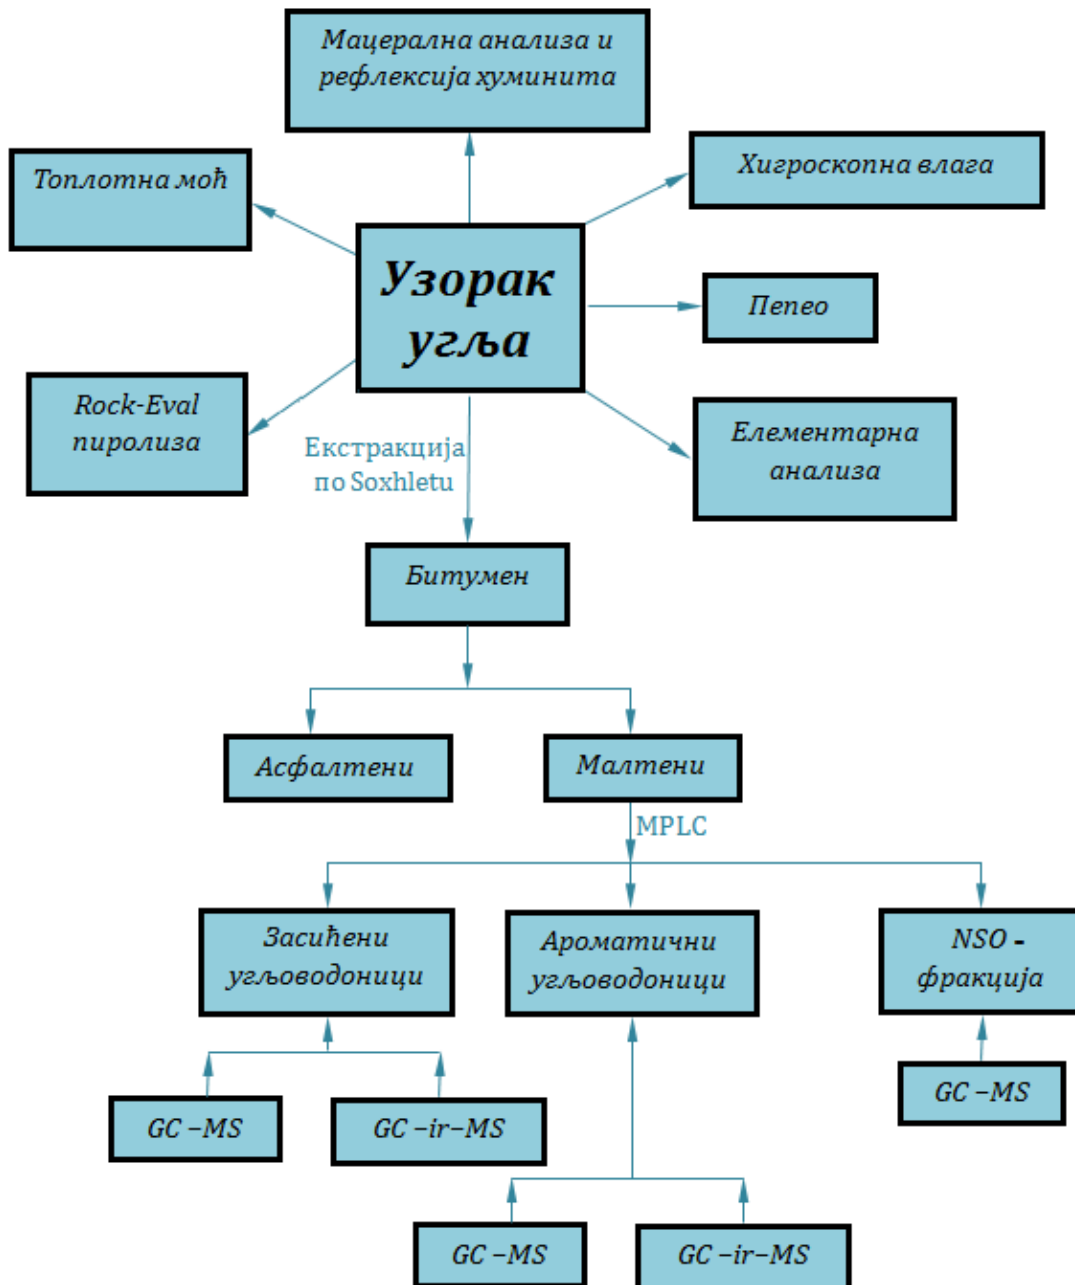 Мацерална анализа и
рефлексија хуминита
Топлотна моћ
Хигроскопна влага
Узорак
угља
Пепео
Rock-Eval
пиролиза
Елементарна
анализа
Екстракција
по Soxhletu
Битумен
Асфалтени
Малтени
MPLC
Засићени
угљоводоници
Ароматични
угљоводоници
NSO –
фракција
GC –MS
GC –ir–MS
GC –MS
GC –MS
GC –ir–MS